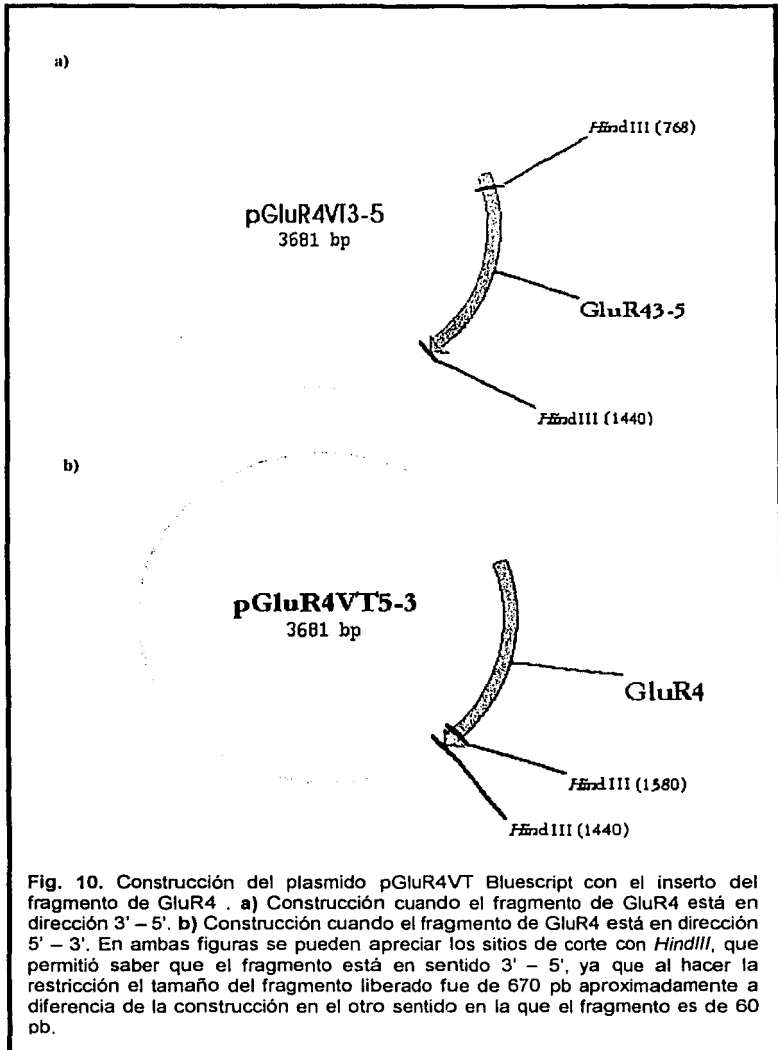 a)
HindIII (768)
pGluR4VT3-5
3681 bp
GluR43-5
HindIII (1440)
b)
pGluR4VT5-3
3681 bp
GluR4
HindIII (1580)
HindIII (1440)
Fig. 10. Construcción del plasmido pGluR4VT Bluescript con el inserto del
fragmento de GluR4 . a) Construcción cuando el fragmento de GluR4 está en
dirección 3' – 5'. b) Construcción cuando el fragmento de GluR4 está en dirección
5' – 3'. En ambas figuras se pueden apreciar los sitios de corte con HindIII, que
permitió saber que el fragmento está en sentido 3' – 5', ya que al hacer la
restricción el tamaño del fragmento liberado fue de 670 pb aproximadamente a
diferencia de la construcción en el otro sentido en la que el fragmento es de 60
pb.